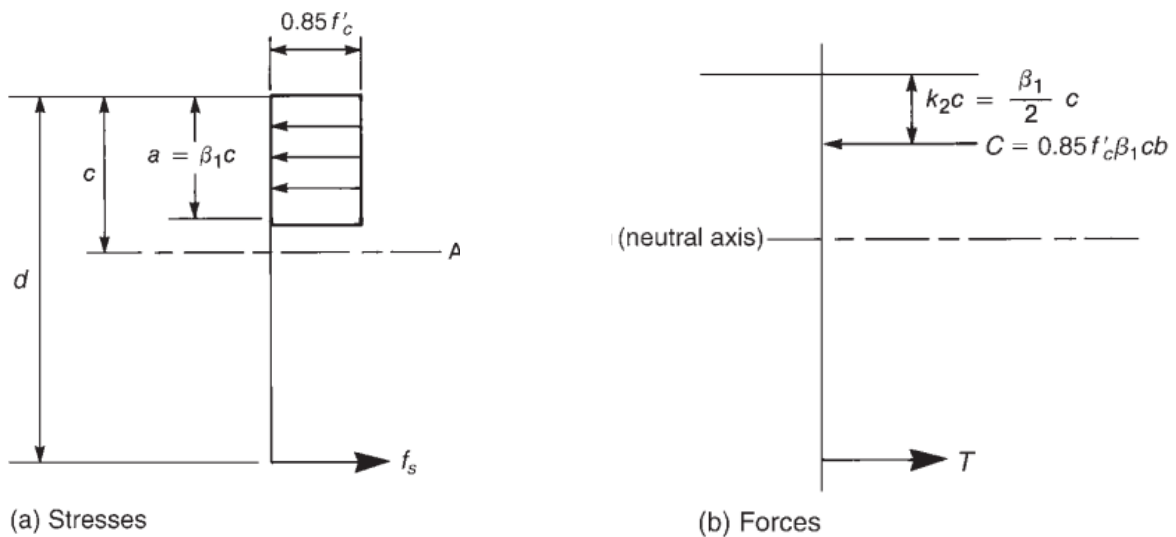 0.85f′c
a = β₁c
c
d
A
fₛ
(a) Stresses
k₂c = β₁/2 c
C = 0.85f′cβ₁cb
(neutral axis)
T
(b) Forces